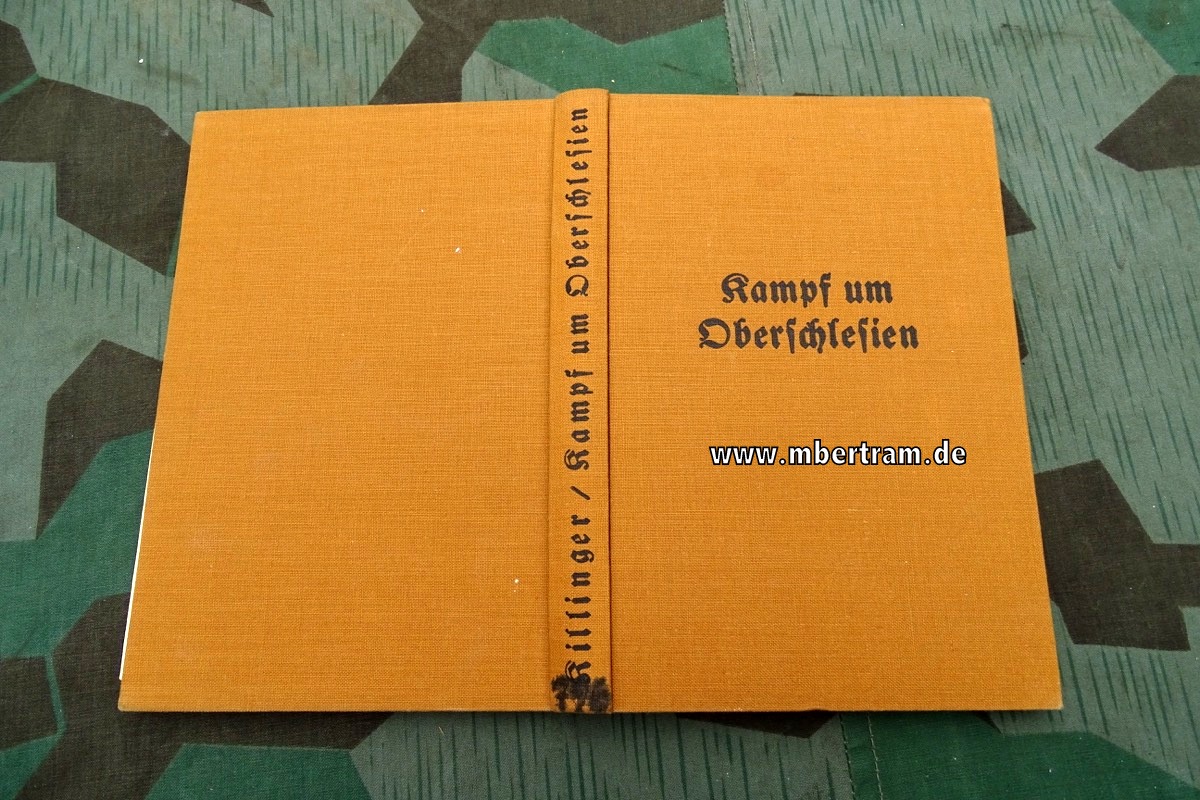 Killinger / Kampf um Oberschlesien
Kampf um
Oberschlesien
www.mbertram.de